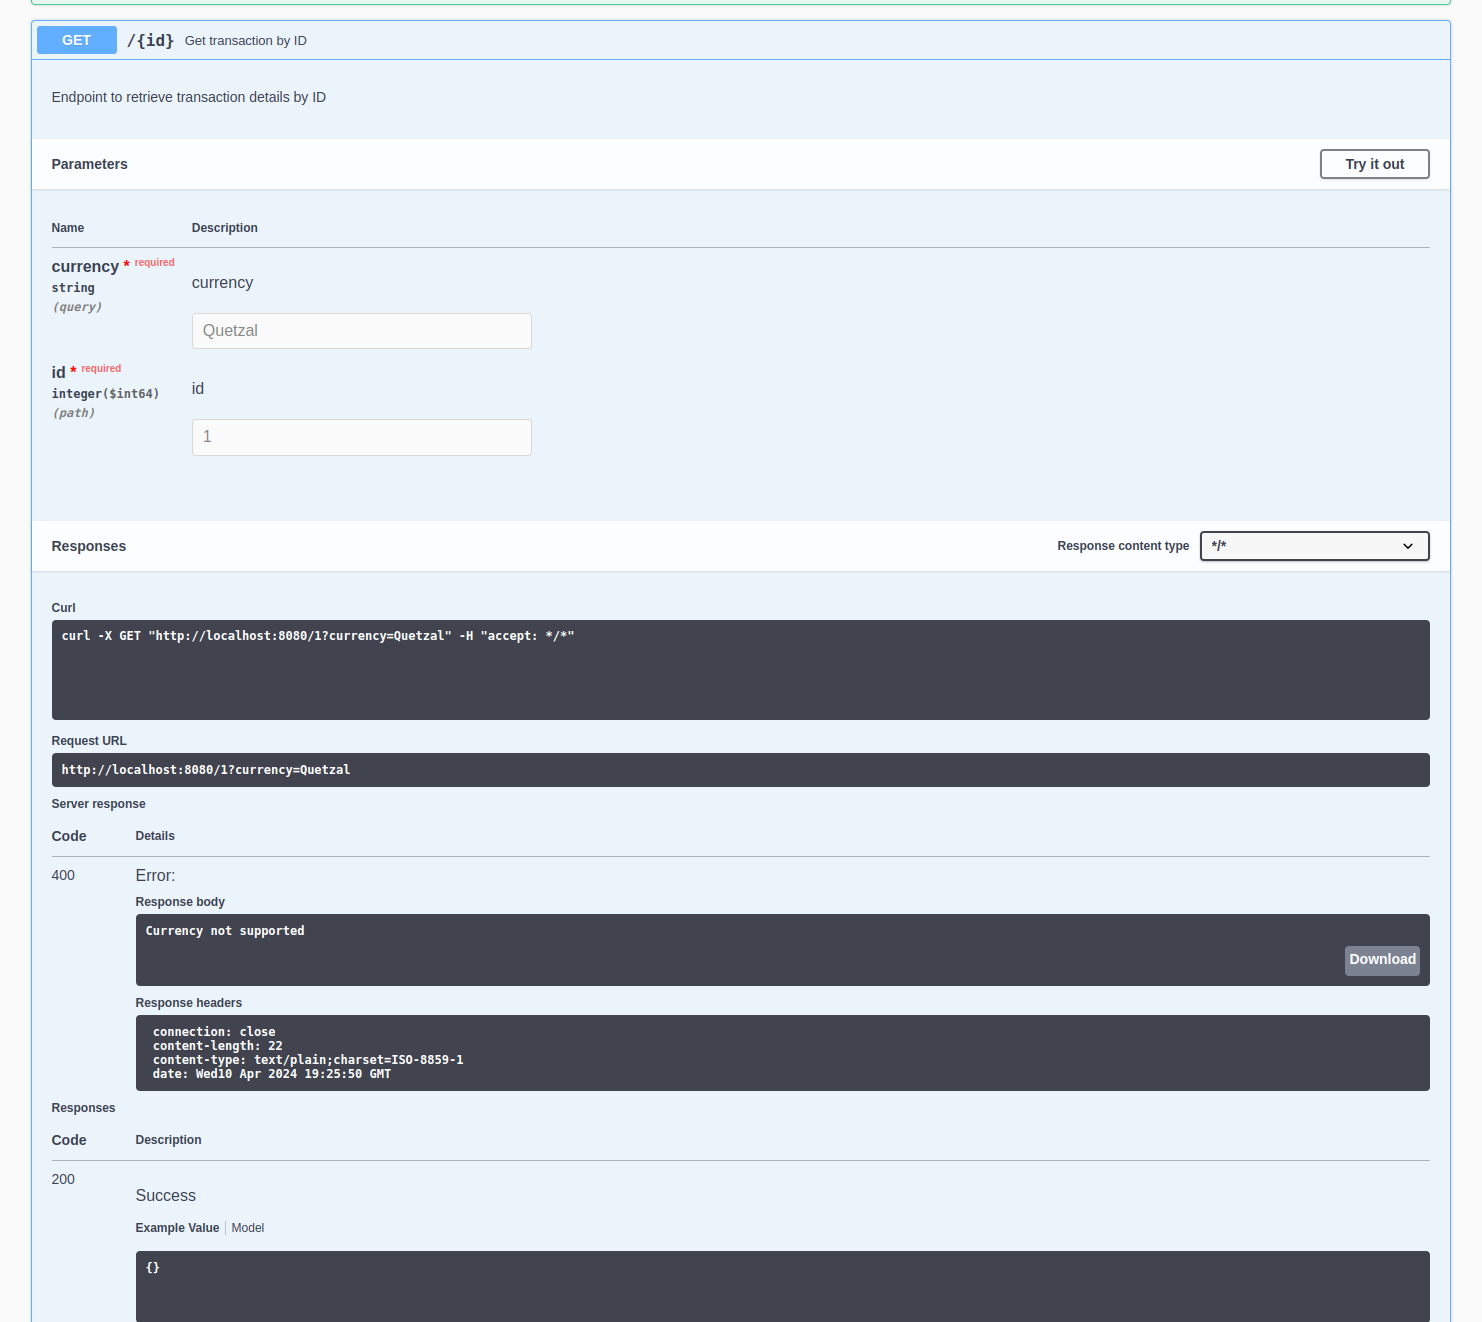 GET /{id} Get transaction by ID
Endpoint to retrieve transaction details by ID
Parameters Try it out
Name Description
currency * required
string
(query)
currency
Quetzal
id * required
integer($int64)
(path)
id
1
Responses Response content type */*
Curl
curl -X GET "http://localhost:8080/1?currency=Quetzal" -H "accept: */*"
Request URL
http://localhost:8080/1?currency=Quetzal
Server response
Code Details
400 Error:
Response body
Currency not supported
Download
Response headers
connection: close
content-length: 22
content-type: text/plain;charset=ISO-8859-1
date: Wed10 Apr 2024 19:25:50 GMT
Responses
Code Description
200
Success
Example Value Model
{}